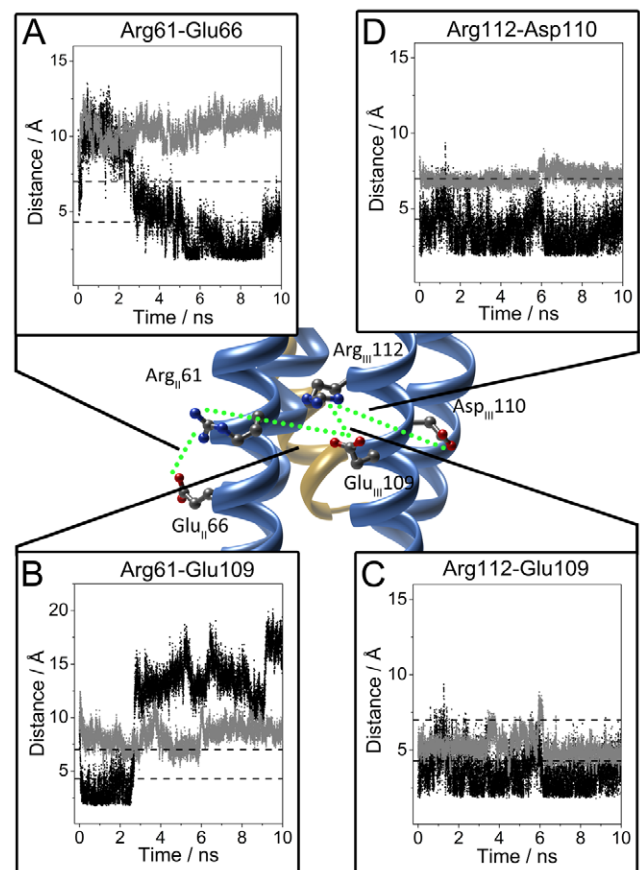 A
Arg61-Glu66
Distance / Å
10
5
0 2 4 6 8 10
Time / ns
D
Arg112-Asp110
Distance / Å
15
10
5
0 2 4 6 8 10
Time / ns
ArgII61
ArgIII112
AspIII110
GluIII109
GluII66
B
Arg61-Glu109
Distance / Å
20
15
10
5
0 2 4 6 8 10
Time / ns
C
Arg112-Glu109
Distance / Å
15
10
5
0 2 4 6 8 10
Time / ns